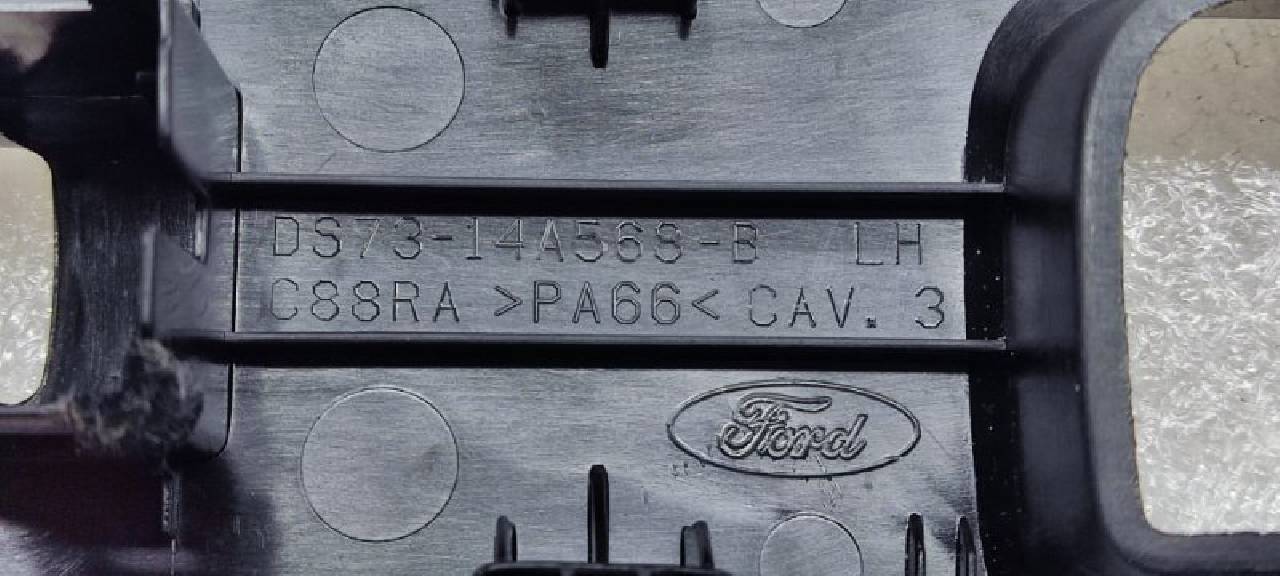 DS73-14A568-B LH
C88RA >PA66< CAV. 3
Ford